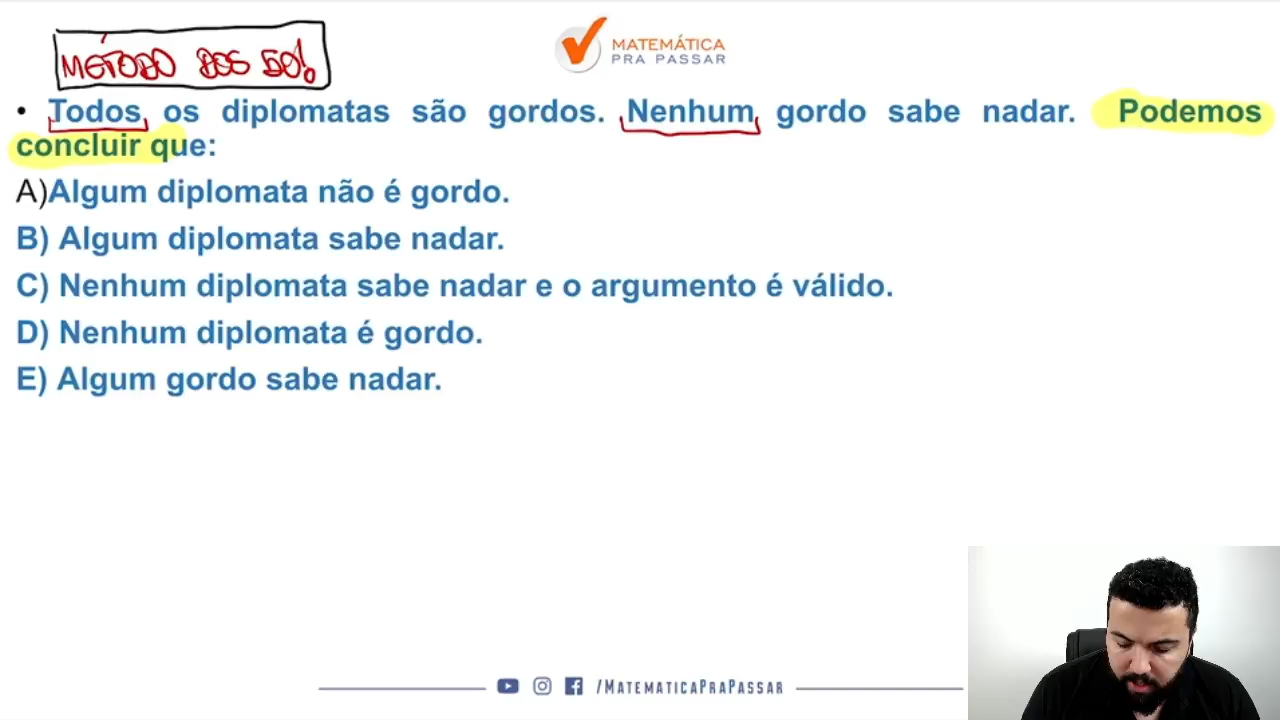 MÉTODO DOS 50!
MATEMÁTICA
PRA PASSAR
• Todos os diplomatas são gordos. Nenhum gordo sabe nadar. Podemos
concluir que:
A)Algum diplomata não é gordo.
B) Algum diplomata sabe nadar.
C) Nenhum diplomata sabe nadar e o argumento é válido.
D) Nenhum diplomata é gordo.
E) Algum gordo sabe nadar.
/MATEMATICAPRAPASSAR